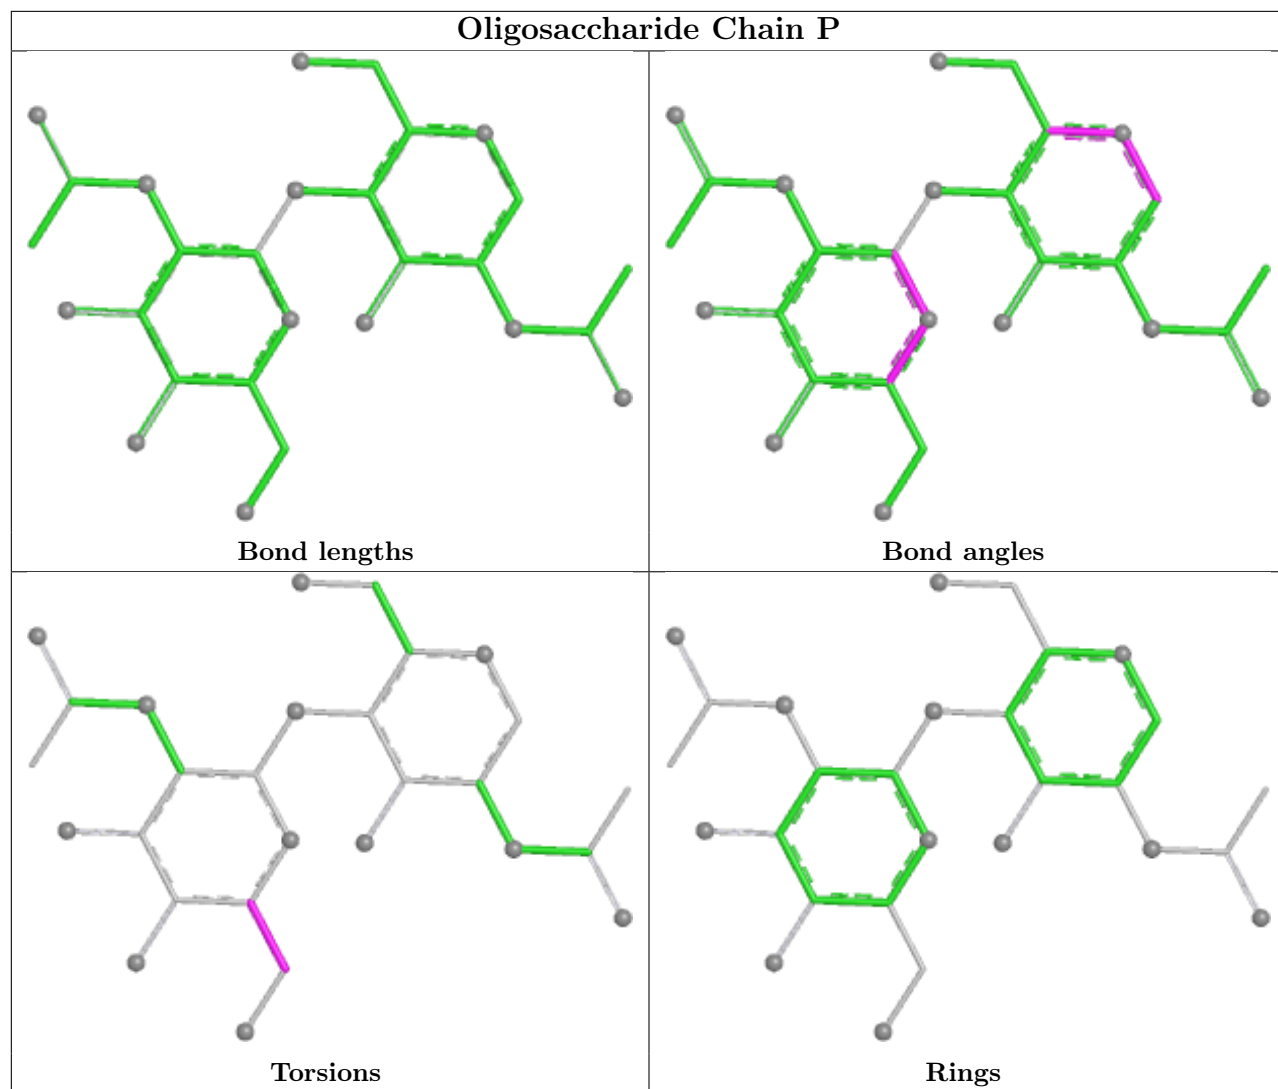 Oligosaccharide Chain P
Bond lengths
Bond angles
Torsions
Rings